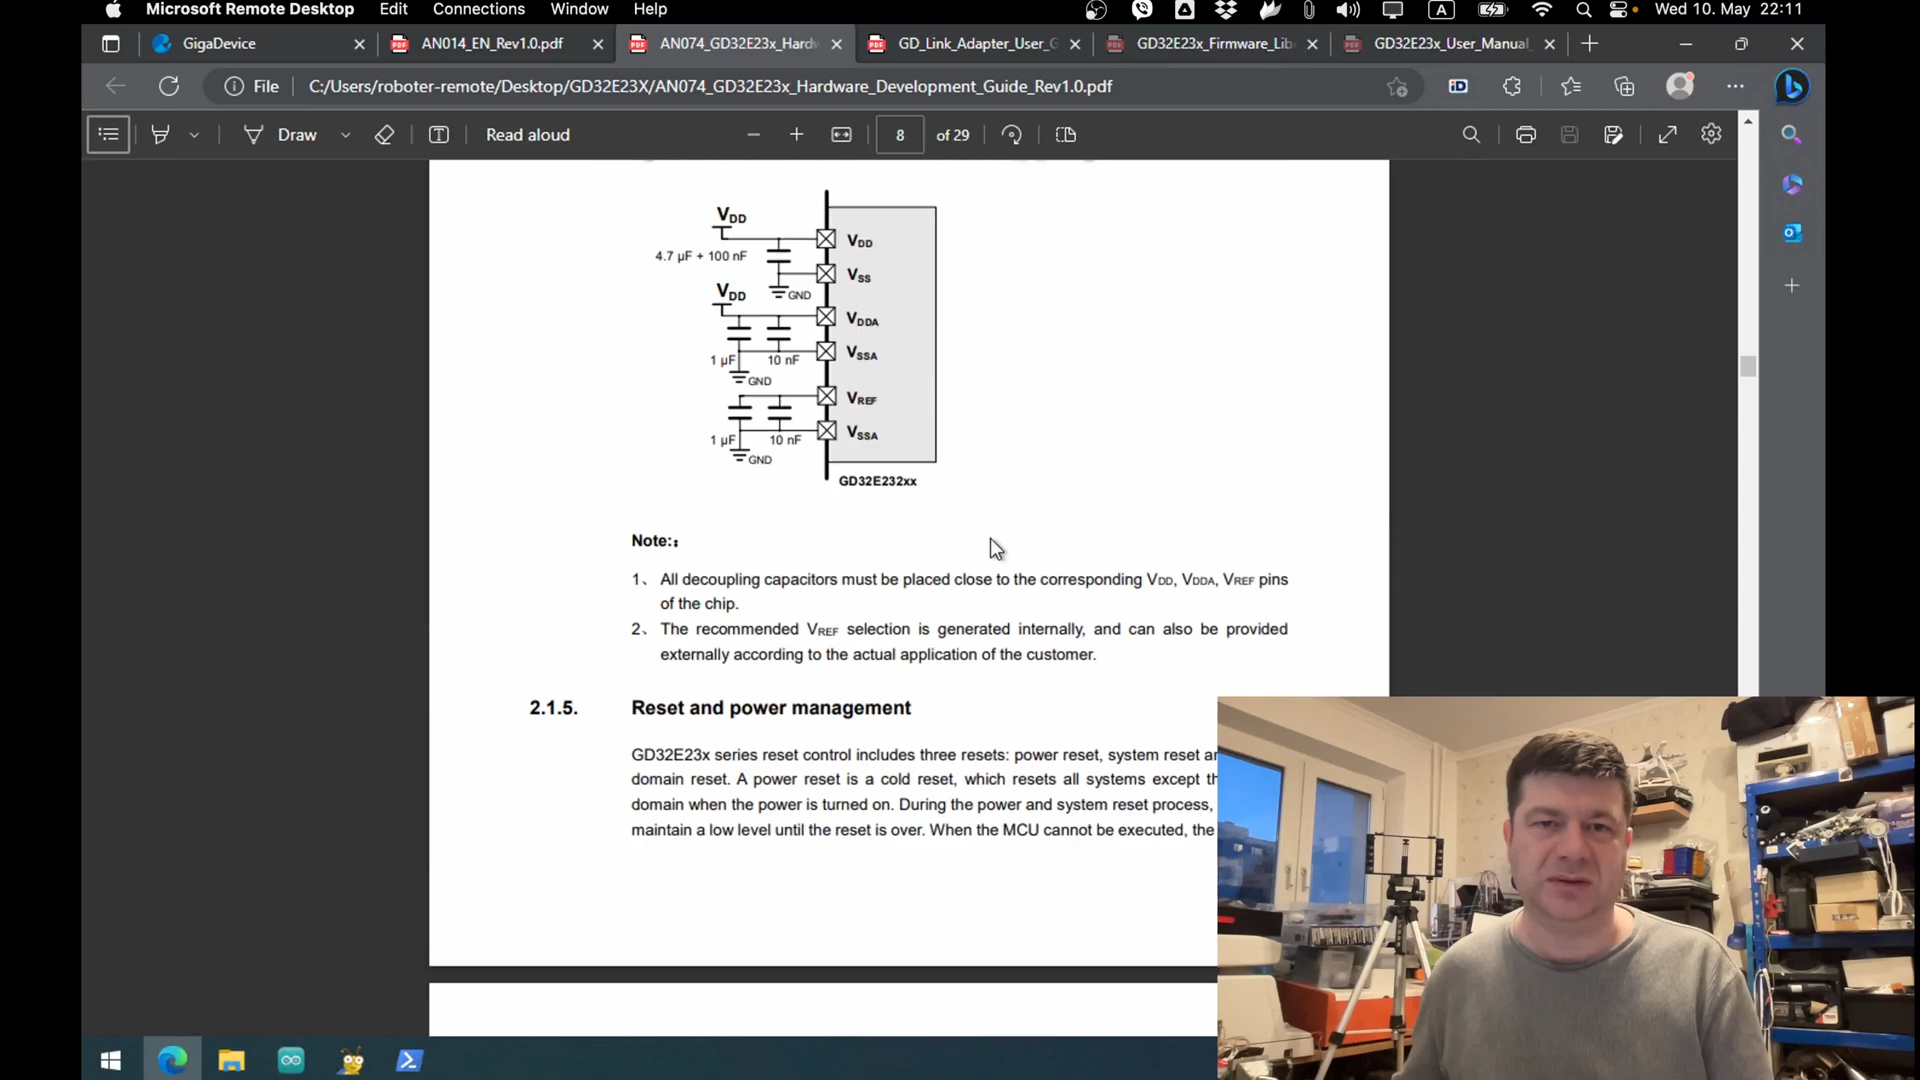 Microsoft Remote Desktop Edit Connections Window Help A Wed 10. May 22:11
GigaDevice AN014_EN_Rev1.0.pdf AN074_GD32E23x_Hardw GD_Link_Adapter_User_G GD32E23x_Firmware_Lib GD32E23x_User_Manual_
File C:/Users/roboter-remote/Desktop/GD32E23X/AN074_GD32E23x_Hardware_Development_Guide_Rev1.0.pdf iD
Draw T Read aloud 8 of 29
VDD
VDD
4.7 µF + 100 nF
VSS
VDD
GND
VDDA
VSSA
1 µF 10 nF
GND
VREF
VSSA
1 µF 10 nF
GND
GD32E232xx
Note:：
1、 All decoupling capacitors must be placed close to the corresponding VDD, VDDA, VREF pins
of the chip.
2、 The recommended VREF selection is generated internally, and can also be provided
externally according to the actual application of the customer.
2.1.5. Reset and power management
GD32E23x series reset control includes three resets: power reset, system reset
domain reset. A power reset is a cold reset, which resets all systems except
domain when the power is turned on. During the power and system reset process,
maintain a low level until the reset is over. When the MCU cannot be executed, the